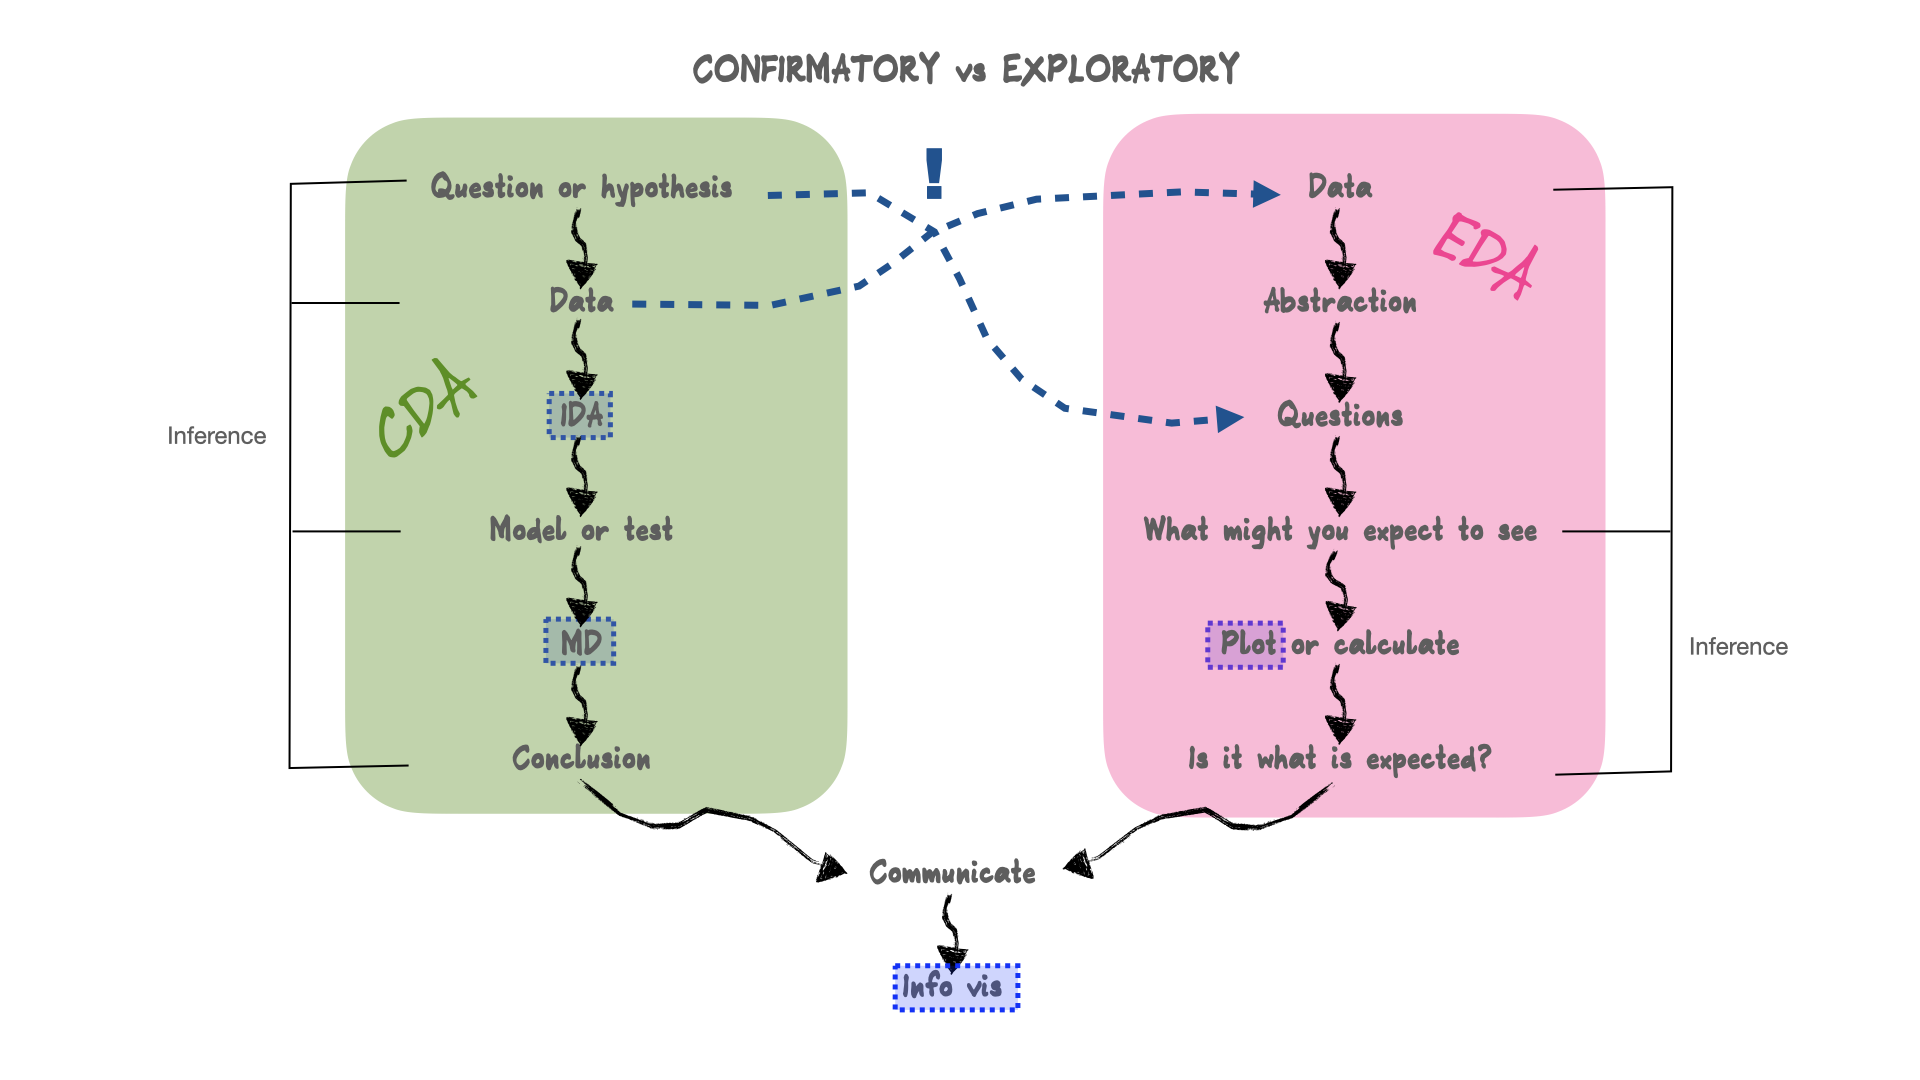 CONFIRMATORY vs EXPLORATORY
!
Question or hypothesis
Data
CDA
IDA
Model or test
MD
Conclusion
Inference
Data
EDA
Abstraction
Questions
What might you expect to see
Plot or calculate
Is it what is expected?
Inference
Communicate
Info vis